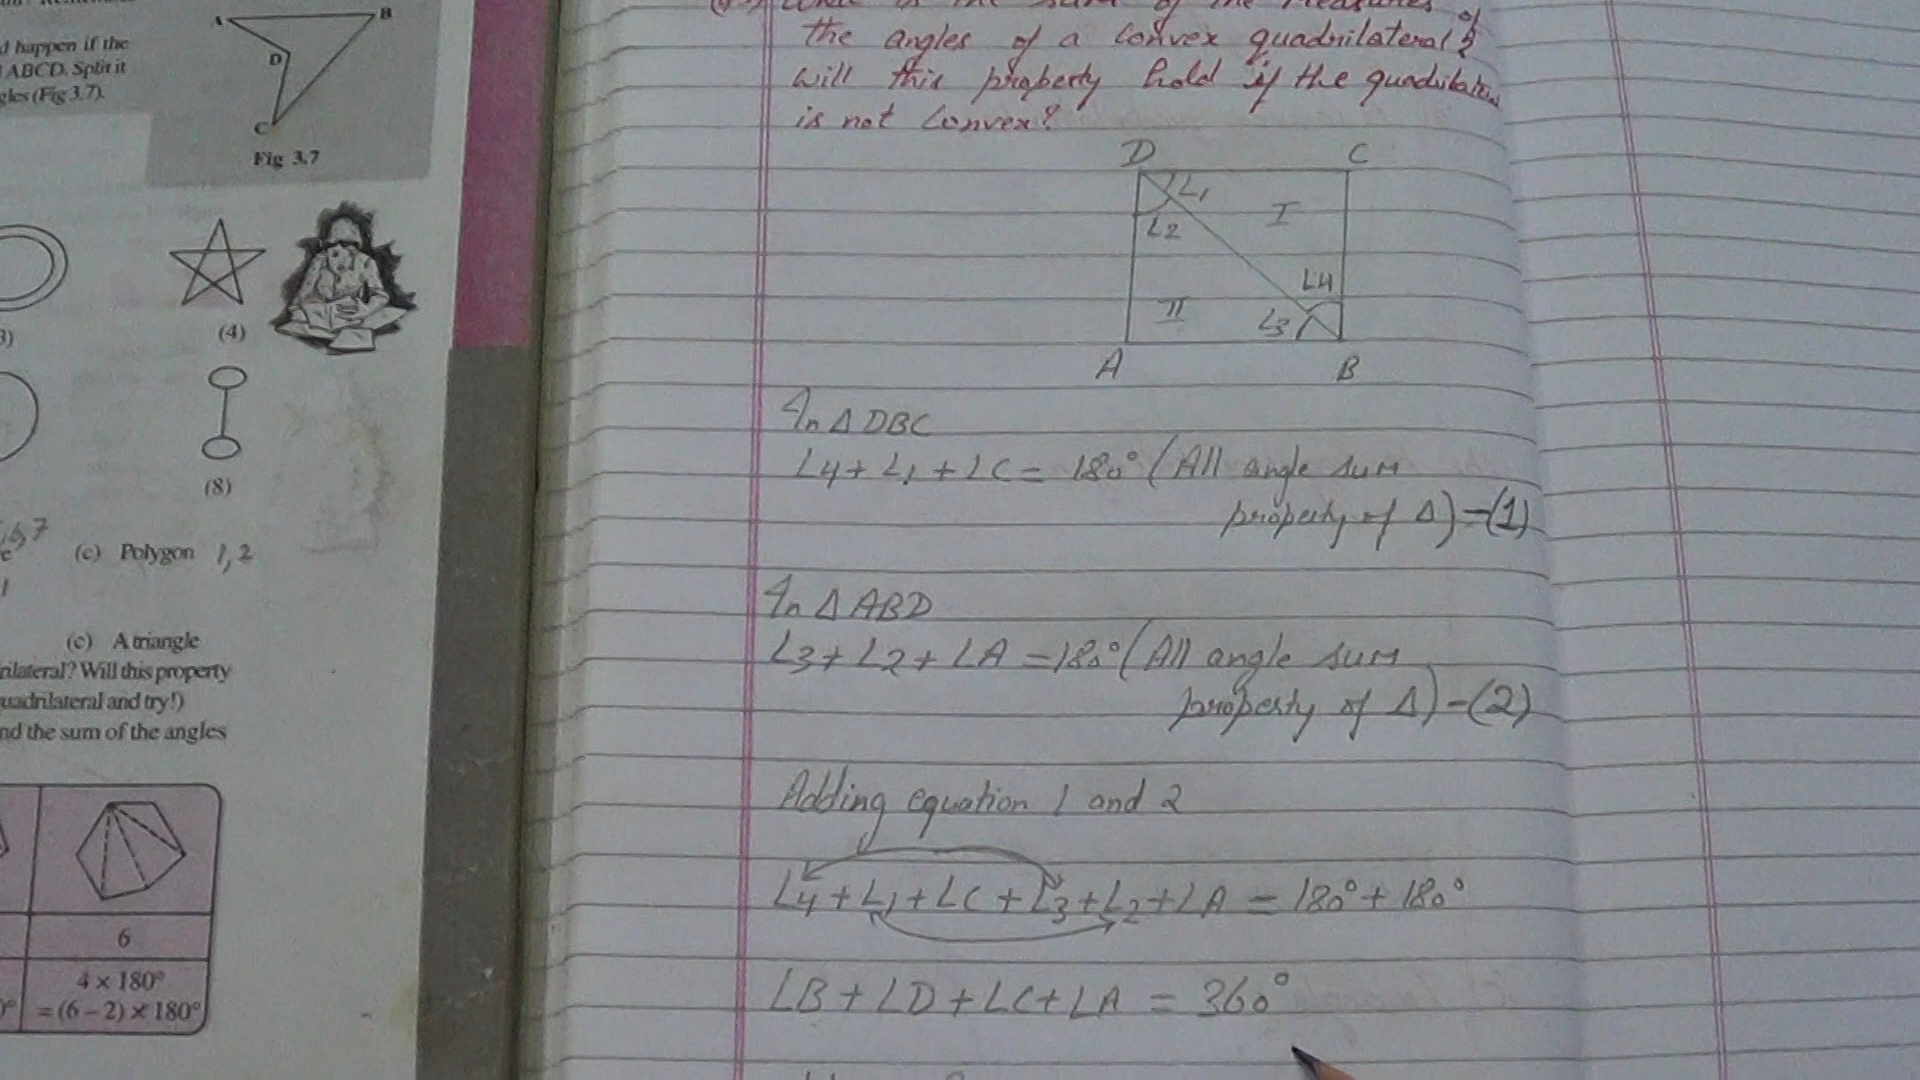 d happen if the
ABCD. Split it
gles (Fig 3.7).
A
B
D
C
Fig 3.7
3)
(4)
(8)
(c) Polygon 1, 2
(c) A triangle
rilateral? Will this property
quadrilateral and try!)
nd the sum of the angles
6
4 × 180°
= (6 – 2) × 180°
the angles of a convex quadrilateral?
will this property hold if the quadrilateral
is not convex?
D C
∠1
∠2
I
∠4
II
∠3
A B
In Δ DBC
∠4 + ∠1 + ∠C = 180° (All angle sum
property of Δ) – (1)
In Δ ABD
∠3 + ∠2 + ∠A = 180° (All angle sum
property of Δ) – (2)
Adding equation 1 and 2
∠4 + ∠1 + ∠C + ∠3 + ∠2 + ∠A = 180° + 180°
∠B + ∠D + ∠C + ∠A = 360°